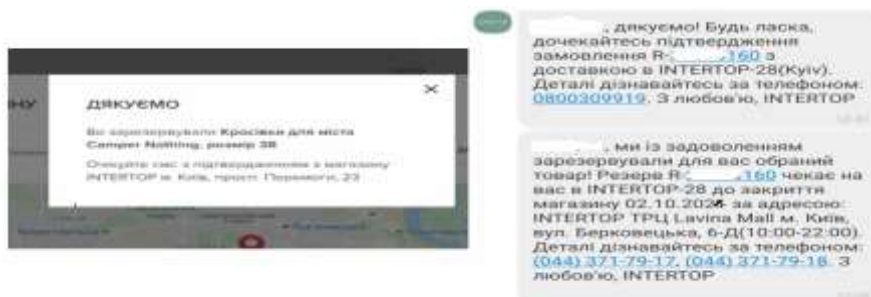 ДЯКУЄМО
Ви зарезервували Кросівки для міста
Camper Nothing, розмір 38
Очікуйте смс з підтвердженням з магазину
INTERTOP м. Київ, просп. Перемоги, 23
, дякуємо! Будь ласка,
дочекайтесь підтвердження
замовлення R- 160 з
доставкою в INTERTOP-28(Kyiv).
Деталі дізнавайтесь за телефоном:
0800309919. З любов'ю, INTERTOP
, ми із задоволенням
зарезервували для вас обраний
товар! Резерв R- 160 чекає на
вас в INTERTOP-28 до закриття
магазину 02.10.2024 за адресою:
INTERTOP ТРЦ Lavina Mall м. Київ,
вул. Берковецька, 6-Д(10:00-22:00).
Деталі дізнавайтесь за телефоном:
(044) 371-79-17, (044) 371-79-18. З
любов'ю, INTERTOP